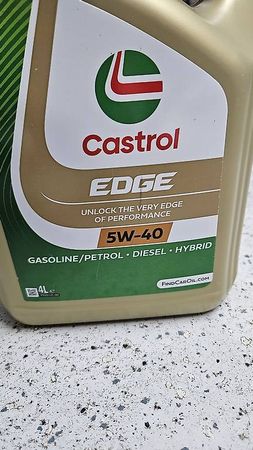 Castrol
EDGE
UNLOCK THE VERY EDGE
OF PERFORMANCE
5W-40
GASOLINE/PETROL • DIESEL • HYBRID
4L e
FINDCAROIL.COM